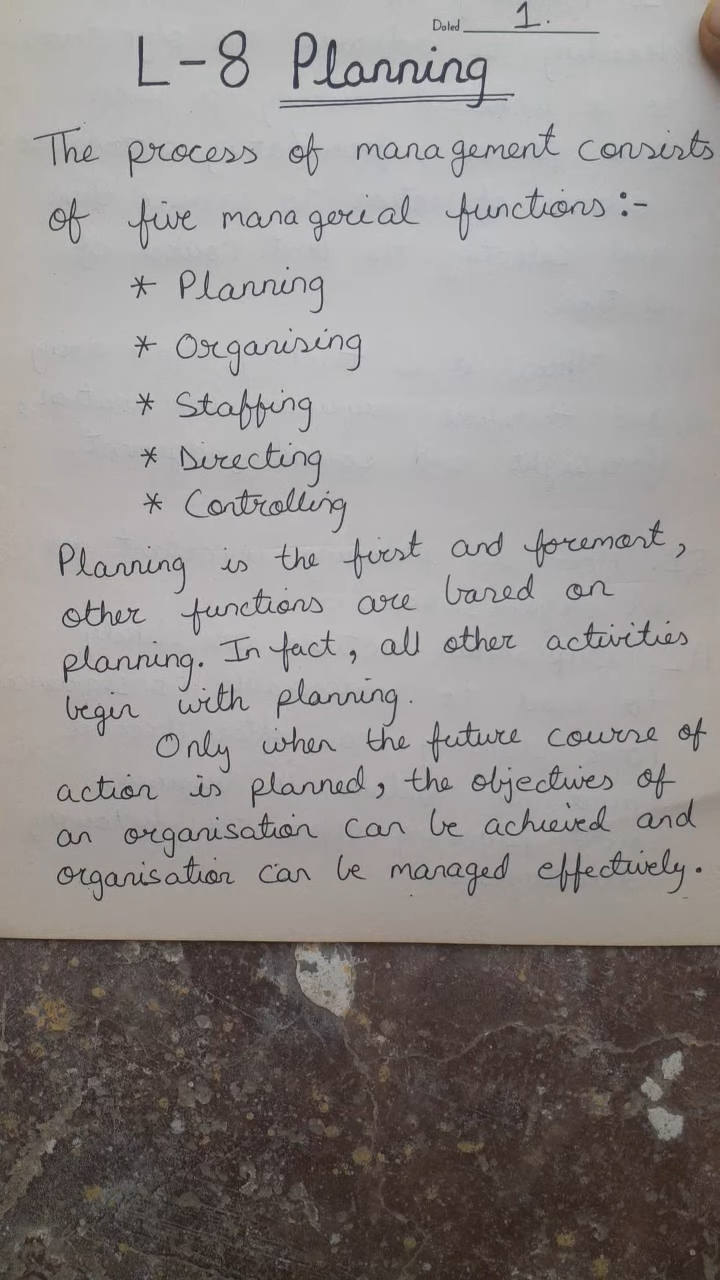 Dated 1.
L-8 Planning
The process of management consists
of five managerial functions :-
* Planning
* Organising
* Staffing
* Directing
* Controlling
Planning is the first and foremost,
other functions are based on
planning. In fact, all other activities
begin with planning.
Only when the future course of
action is planned, the objectives of
an organisation can be achieved and
organisation can be managed effectively.